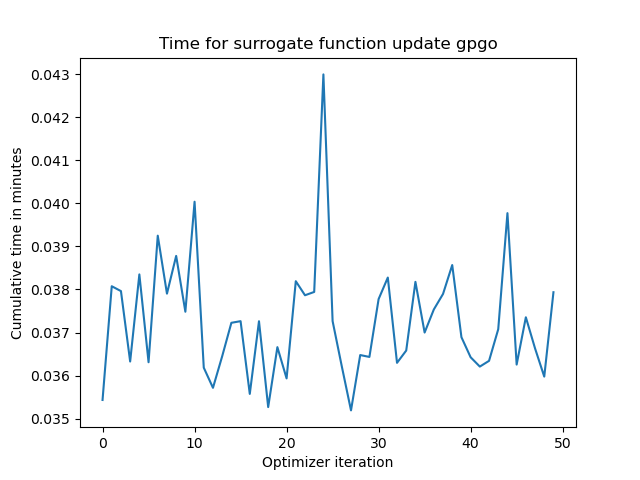 Time for surrogate function update gpgo
0.043
0.042
0.041
0.040
0.039
0.038
0.037
0.036
0.035
Cumulative time in minutes
0 10 20 30 40 50
Optimizer iteration